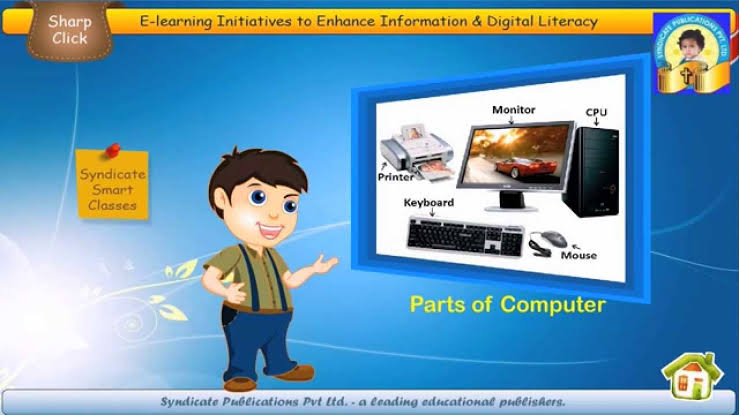 Sharp
Click
E-learning Initiatives to Enhance Information & Digital Literacy
SYNDICATE PUBLICATIONS PVT LTD
Syndicate
Smart
Classes
Monitor
CPU
Printer
Keyboard
Mouse
Parts of Computer
Syndicate Publications Pvt Ltd. - a leading educational publishers.